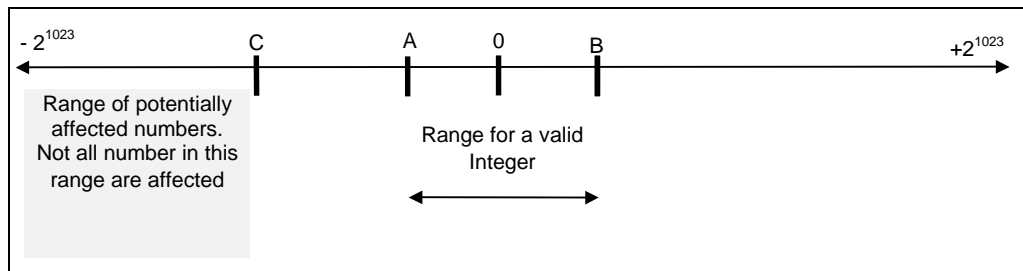 - 2^1023 C A 0 B +2^1023
Range of potentially
affected numbers.
Not all number in this
range are affected
Range for a valid
Integer